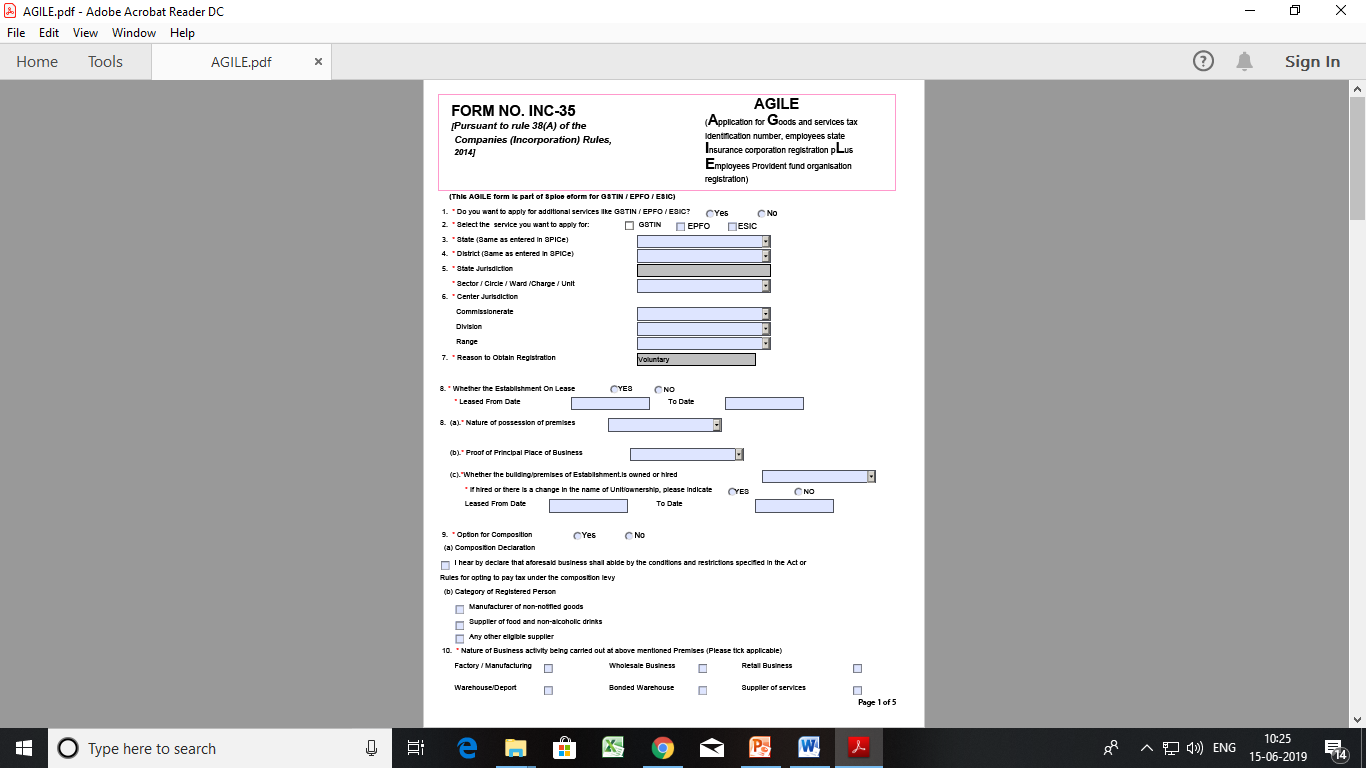 AGILE.pdf - Adobe Acrobat Reader DC
File Edit View Window Help
Home Tools AGILE.pdf × ? Sign In
FORM NO. INC-35
[Pursuant to rule 38(A) of the
Companies (Incorporation) Rules,
2014]
AGILE
(Application for Goods and services tax
identification number, employees state
Insurance corporation registration pLus
Employees Provident fund organisation
registration)
(This AGILE form is part of Spice eform for GSTIN / EPFO / ESIC)
1. * Do you want to apply for additional services like GSTIN / EPFO / ESIC? Yes No
2. * Select the service you want to apply for: GSTIN EPFO ESIC
3. * State (Same as entered in SPICe)
4. * District (Same as entered in SPICe)
5. * State Jurisdiction
* Sector / Circle / Ward /Charge / Unit
6. * Center Jurisdiction
Commissionerate
Division
Range
7. * Reason to Obtain Registration Voluntary
8. * Whether the Establishment On Lease YES NO
* Leased From Date To Date
8. (a).* Nature of possession of premises
(b).* Proof of Principal Place of Business
(c).*Whether the building/premises of Establishment.is owned or hired
* If hired or there is a change in the name of Unit/ownership, please indicate YES NO
Leased From Date To Date
9. * Option for Composition Yes No
(a) Composition Declaration
I hear by declare that aforesaid business shall abide by the conditions and restrictions specified in the Act or
Rules for opting to pay tax under the composition levy
(b) Category of Registered Person
Manufacturer of non-notified goods
Supplier of food and non-alcoholic drinks
Any other eligible supplier
10. * Nature of Business activity being carried out at above mentioned Premises (Please tick applicable)
Factory / Manufacturing Wholesale Business Retail Business
Warehouse/Deport Bonded Warehouse Supplier of services
Page 1 of 5
Type here to search
ENG
10:25
15-06-2019
14